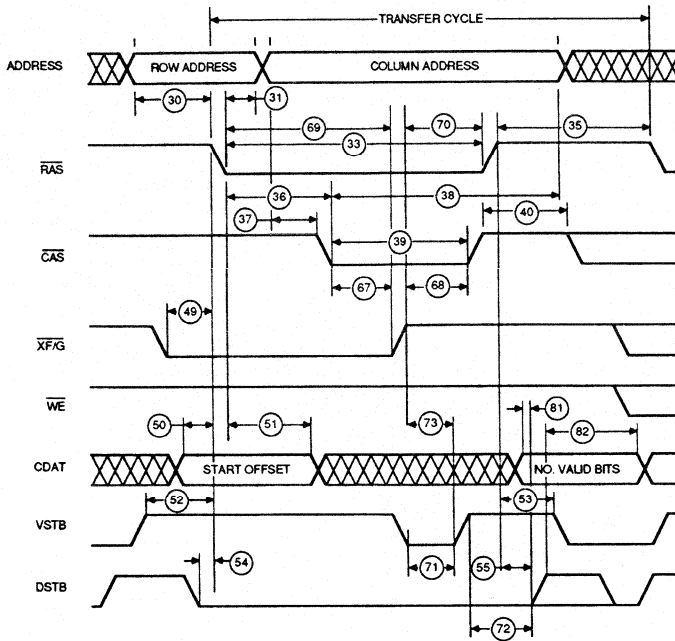 TRANSFER CYCLE
ADDRESS ROW ADDRESS COLUMN ADDRESS
30 31
69 70 35
33
RAS
36 38
37 40
39
CAS
67 68
49
XF/G
WE
81
50 51 73 82
CDAT START OFFSET NO. VALID BITS
52 53
VSTB
54 71 55
DSTB
72